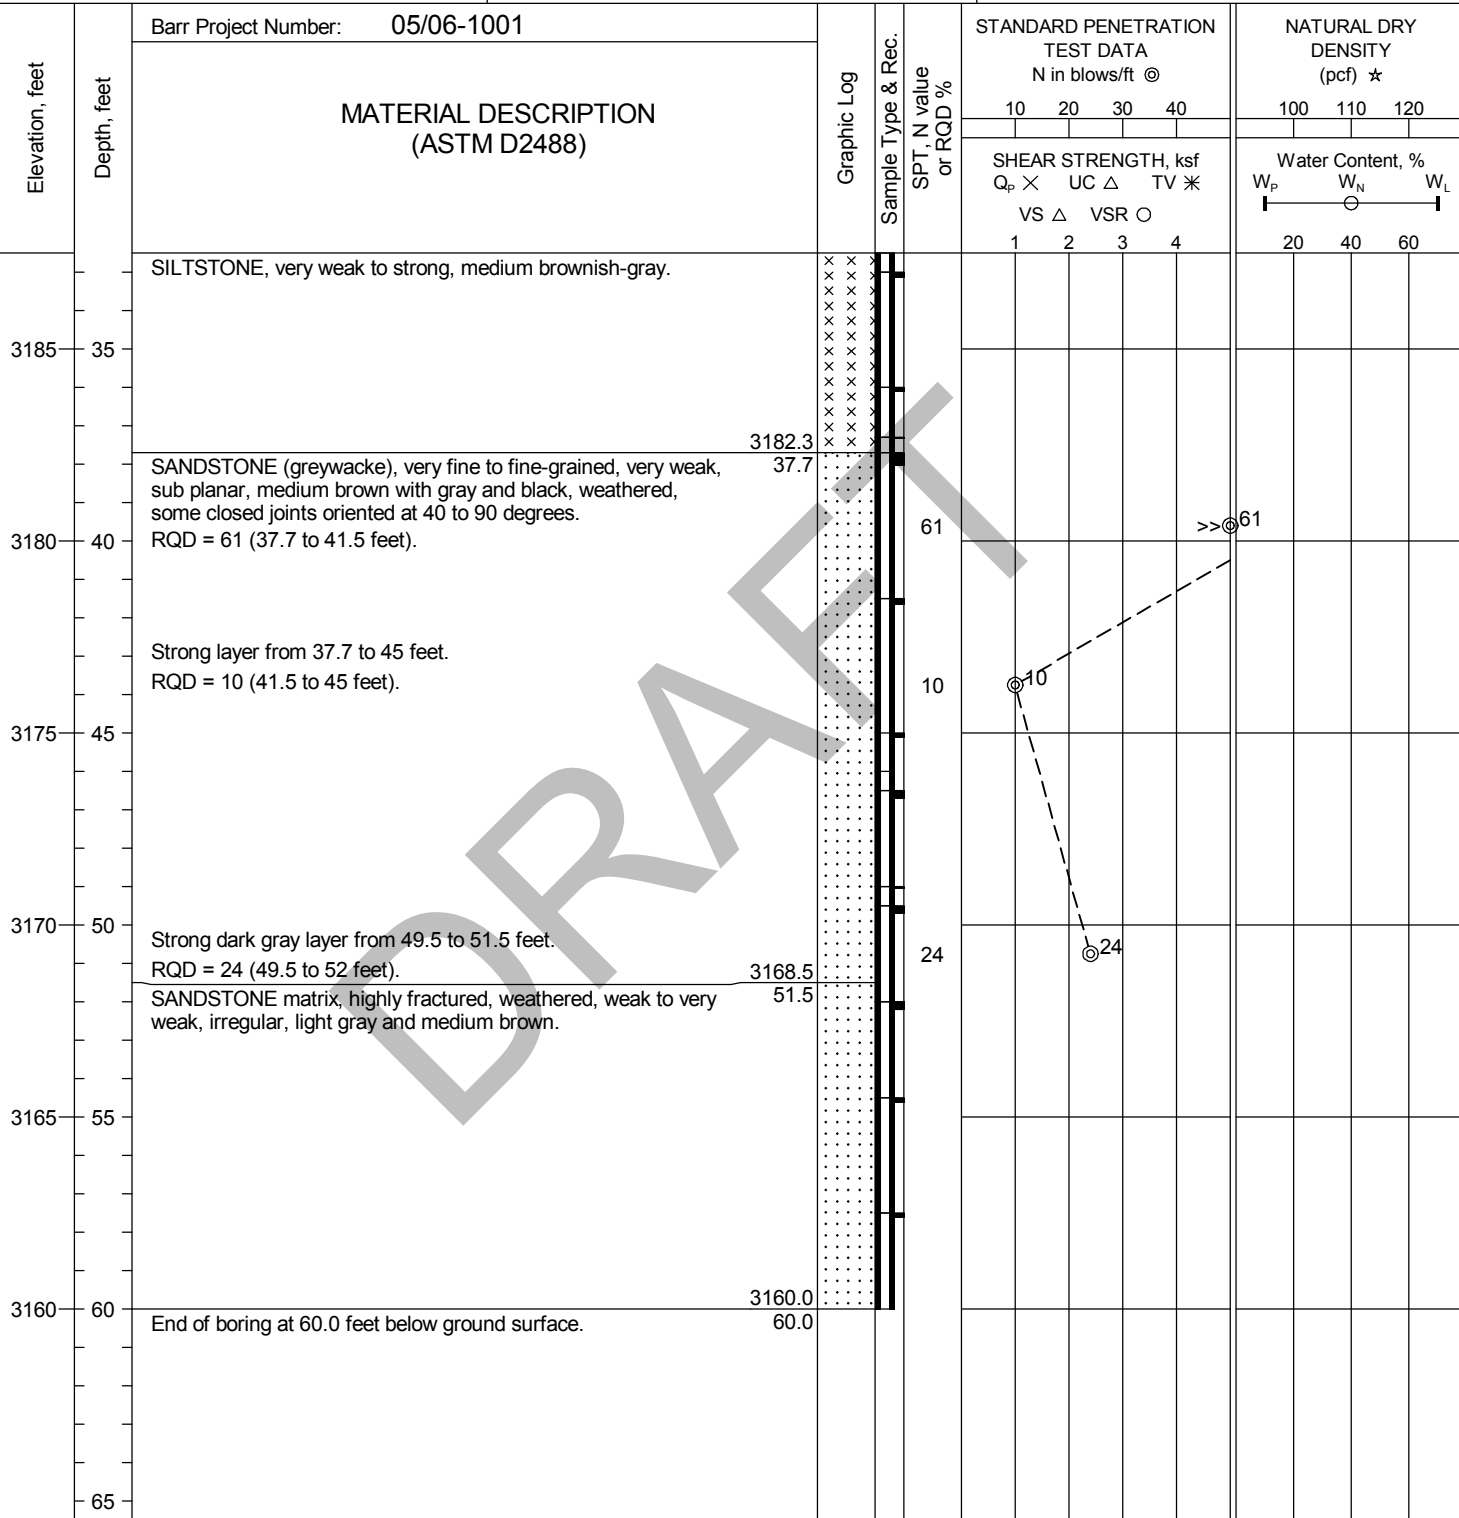 Barr Project Number: 05/06-1001
Elevation, feet
Depth, feet
MATERIAL DESCRIPTION
(ASTM D2488)
Graphic Log
Sample Type & Rec.
SPT, N value
or RQD %
STANDARD PENETRATION
TEST DATA
N in blows/ft
10 20 30 40
SHEAR STRENGTH, ksf
QP UC TV
VS VSR
1 2 3 4
NATURAL DRY
DENSITY
(pcf)
100 110 120
Water Content, %
WP WN WL
20 40 60
SILTSTONE, very weak to strong, medium brownish-gray.
3185 35
3182.3
37.7
SANDSTONE (greywacke), very fine to fine-grained, very weak,
sub planar, medium brown with gray and black, weathered,
some closed joints oriented at 40 to 90 degrees.
61 >> 61
RQD = 61 (37.7 to 41.5 feet).
3180 40
Strong layer from 37.7 to 45 feet.
RQD = 10 (41.5 to 45 feet).
10 10
3175 45
3170 50
Strong dark gray layer from 49.5 to 51.5 feet.
24 24
RQD = 24 (49.5 to 52 feet).
3168.5
51.5
SANDSTONE matrix, highly fractured, weathered, weak to very
weak, irregular, light gray and medium brown.
3165 55
3160.0
3160 60
60.0
End of boring at 60.0 feet below ground surface.
65
DRAFT